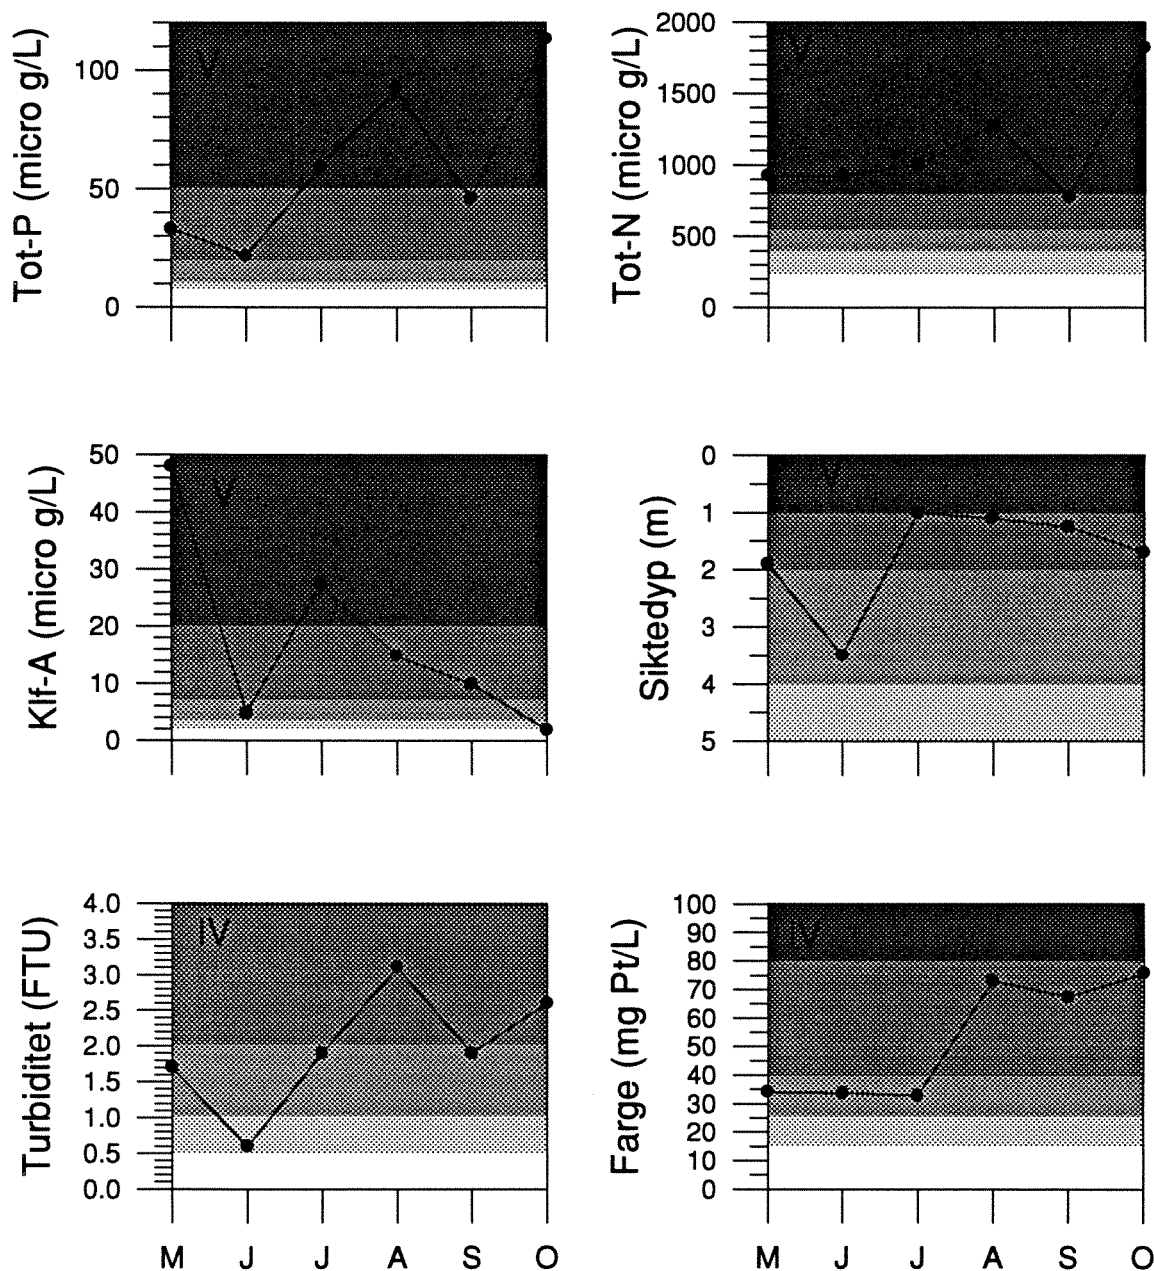 Tot-P (micro g/L)
100
50
0
V
Tot-N (micro g/L)
2000
1500
1000
500
0
V
Klf-A (micro g/L)
50
40
30
20
10
0
V
Siktedyp (m)
0
1
2
3
4
5
V
Turbiditet (FTU)
4.0
3.5
3.0
2.5
2.0
1.5
1.0
0.5
0.0
IV
M J J A S O
Farge (mg Pt/L)
100
90
80
70
60
50
40
30
20
10
0
IV
M J J A S O